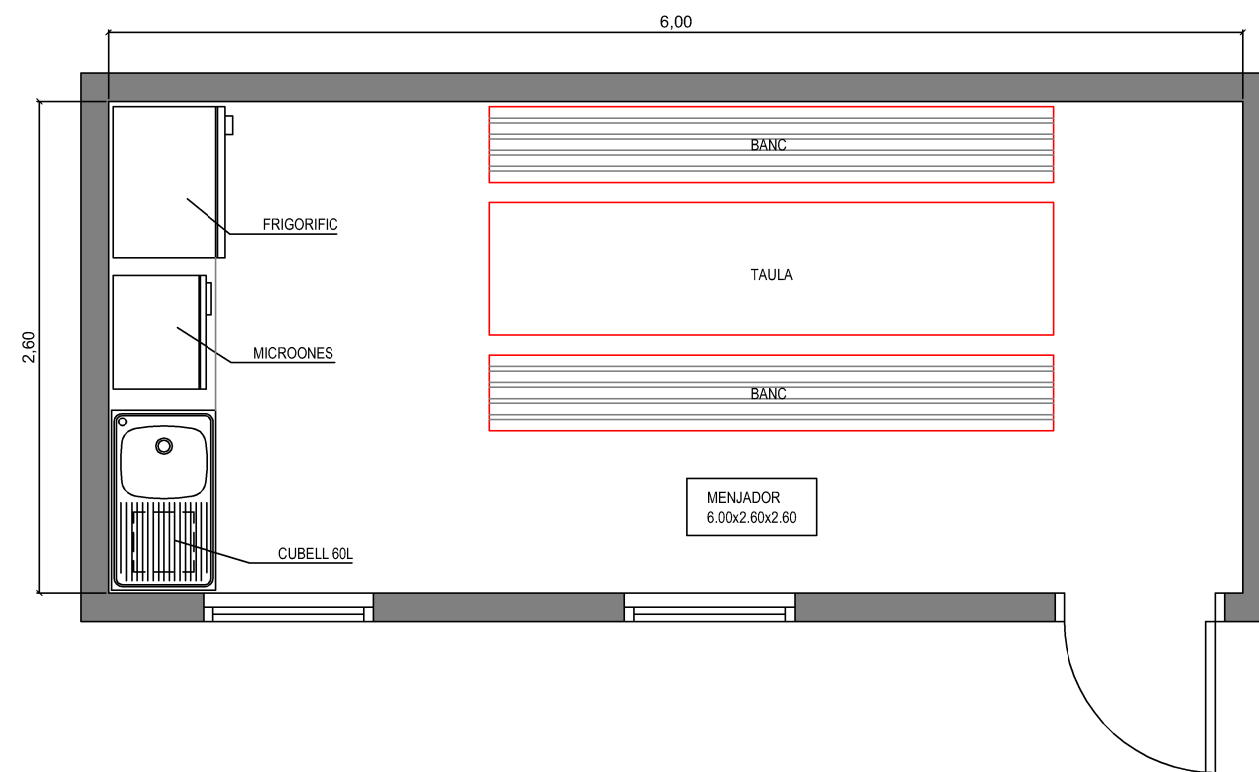 6,00
BANC
FRIGORIFIC
TAULA
2,60
MICROONES
BANC
MENJADOR
6.00x2.60x2.60
CUBELL 60L